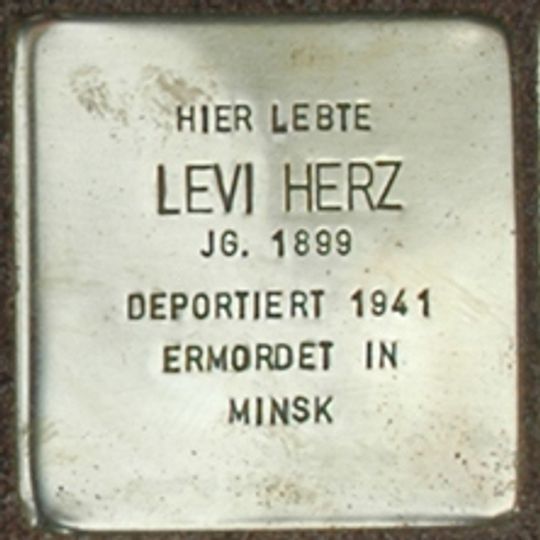 HIER LEBTE
LEVI HERZ
JG. 1899
DEPORTIERT 1941
ERMORDET IN
MINSK